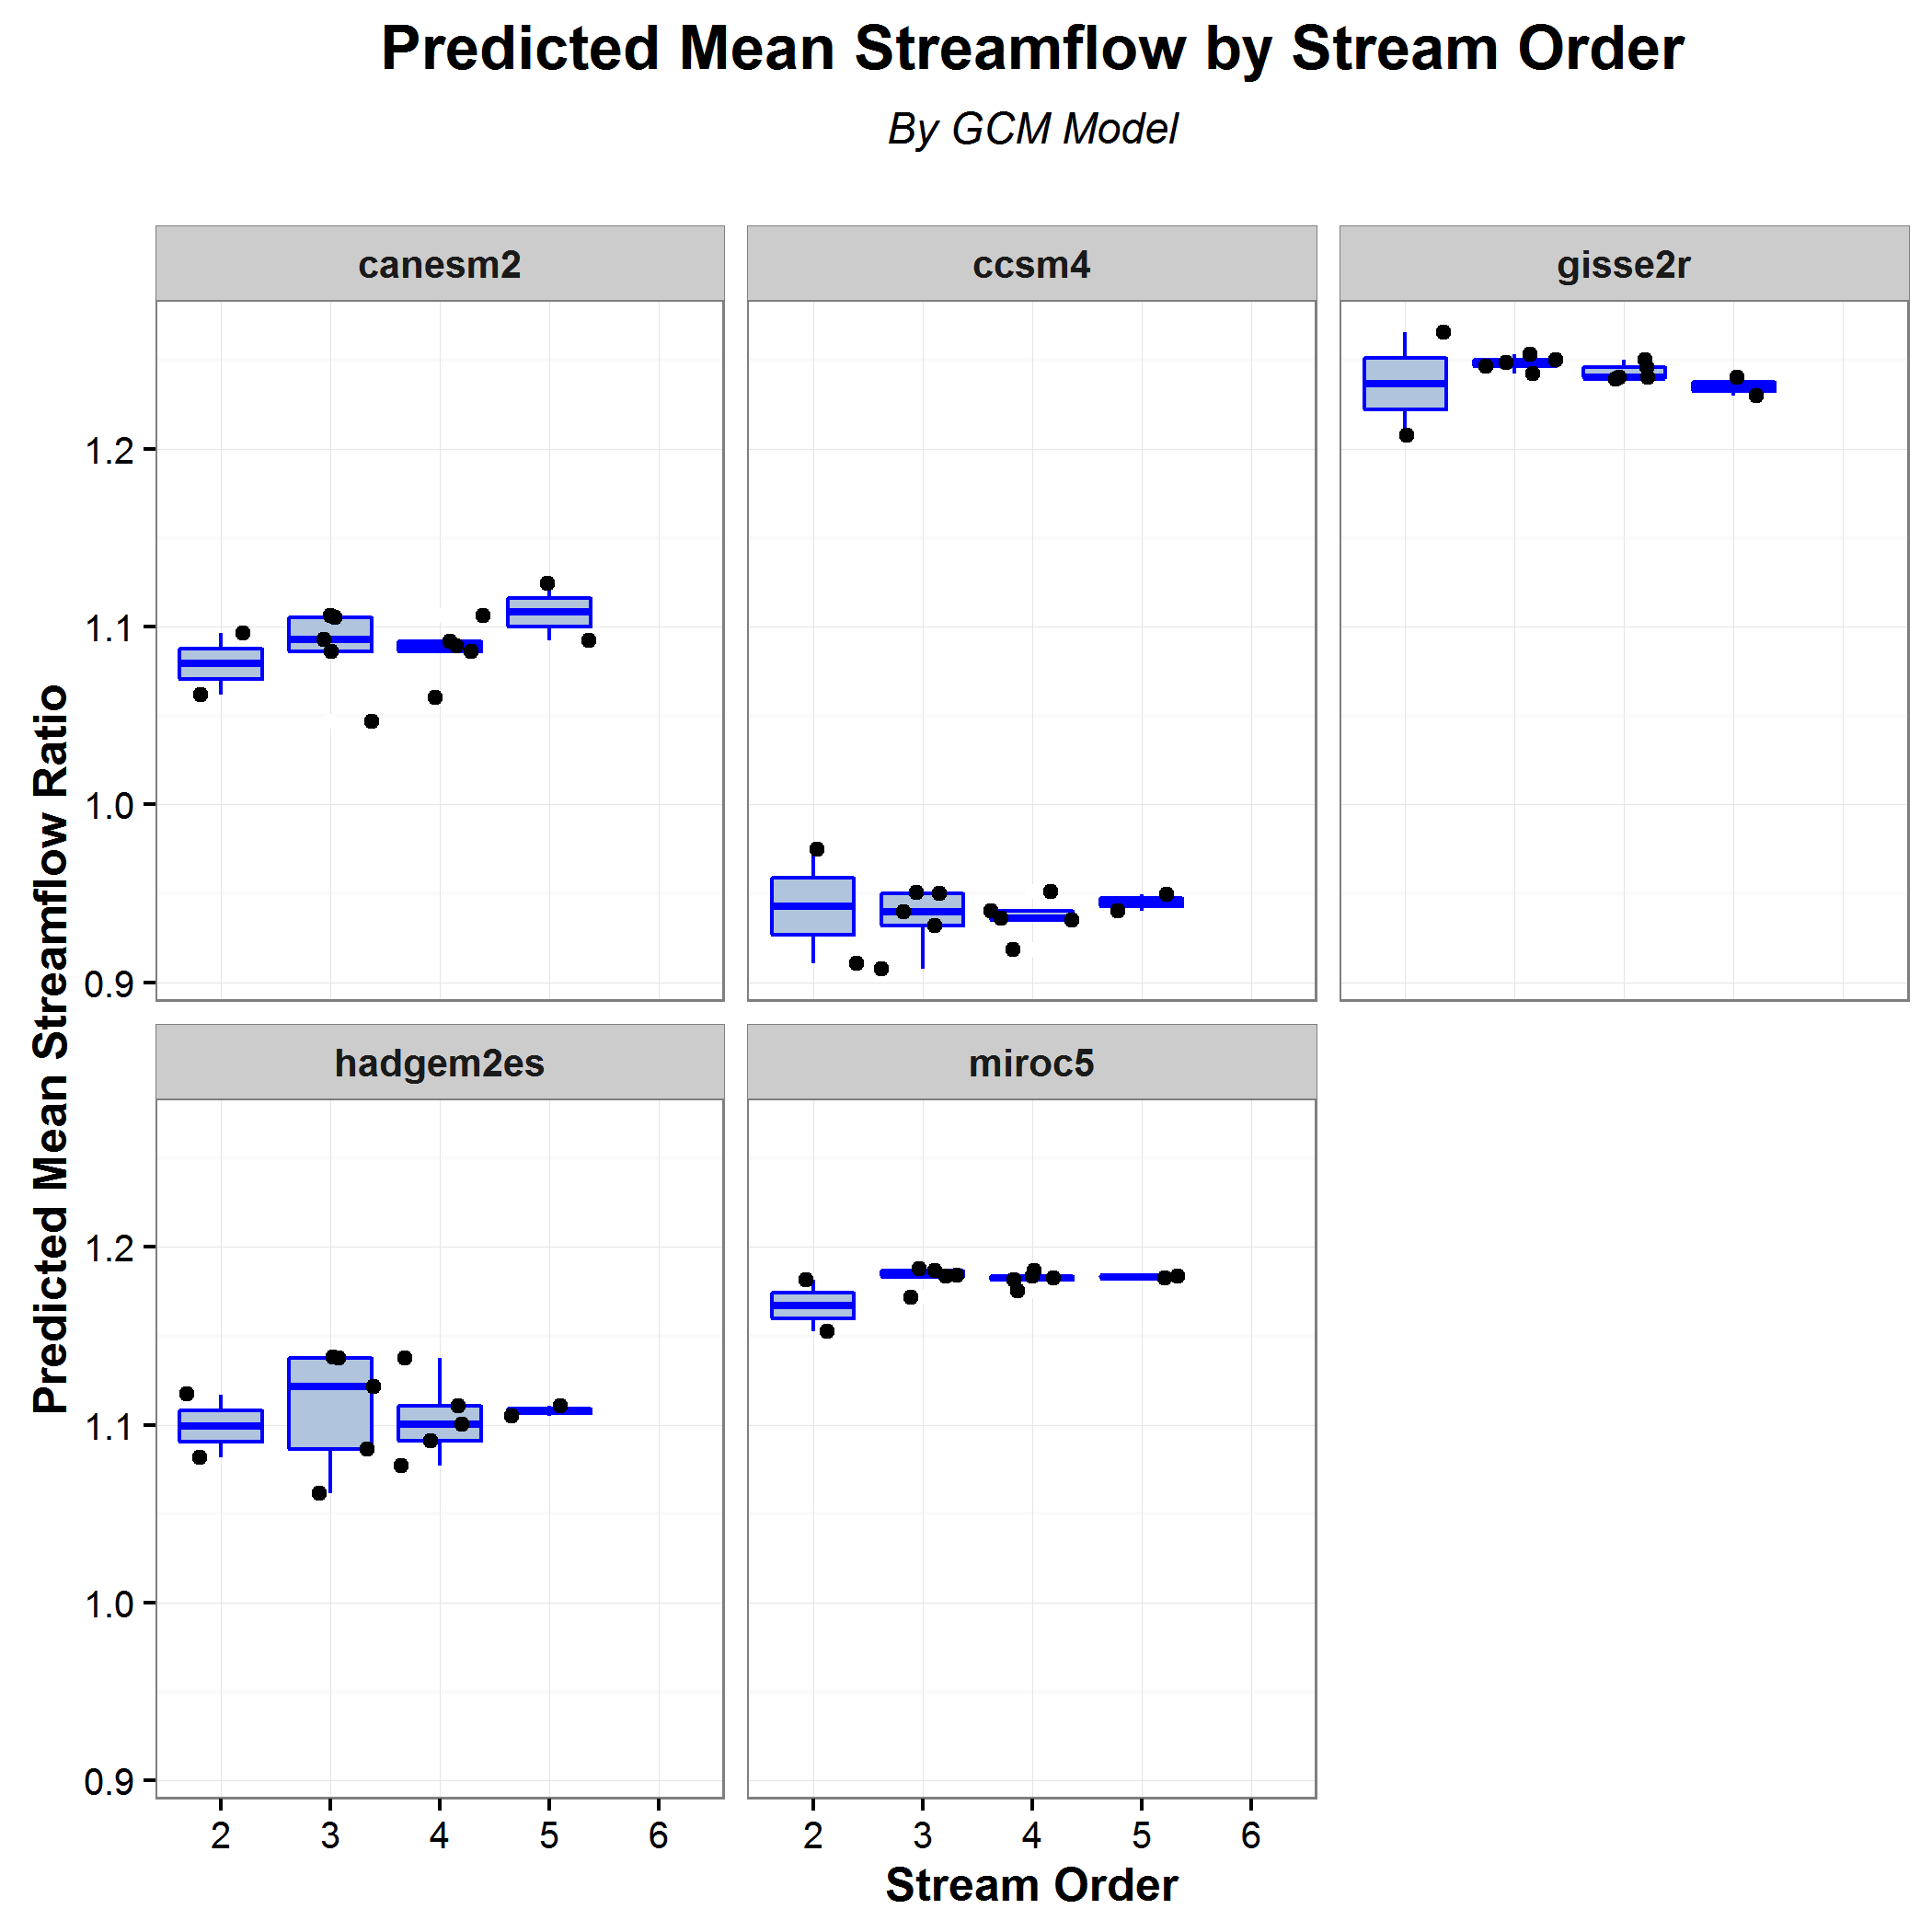 Predicted Mean Streamflow by Stream Order
By GCM Model
canesm2
ccsm4
gisse2r
1.2
1.1
1.0
0.9
hadgem2es
miroc5
1.2
1.1
1.0
0.9
2 3 4 5 6
2 3 4 5 6
Stream Order
Predicted Mean Streamflow Ratio